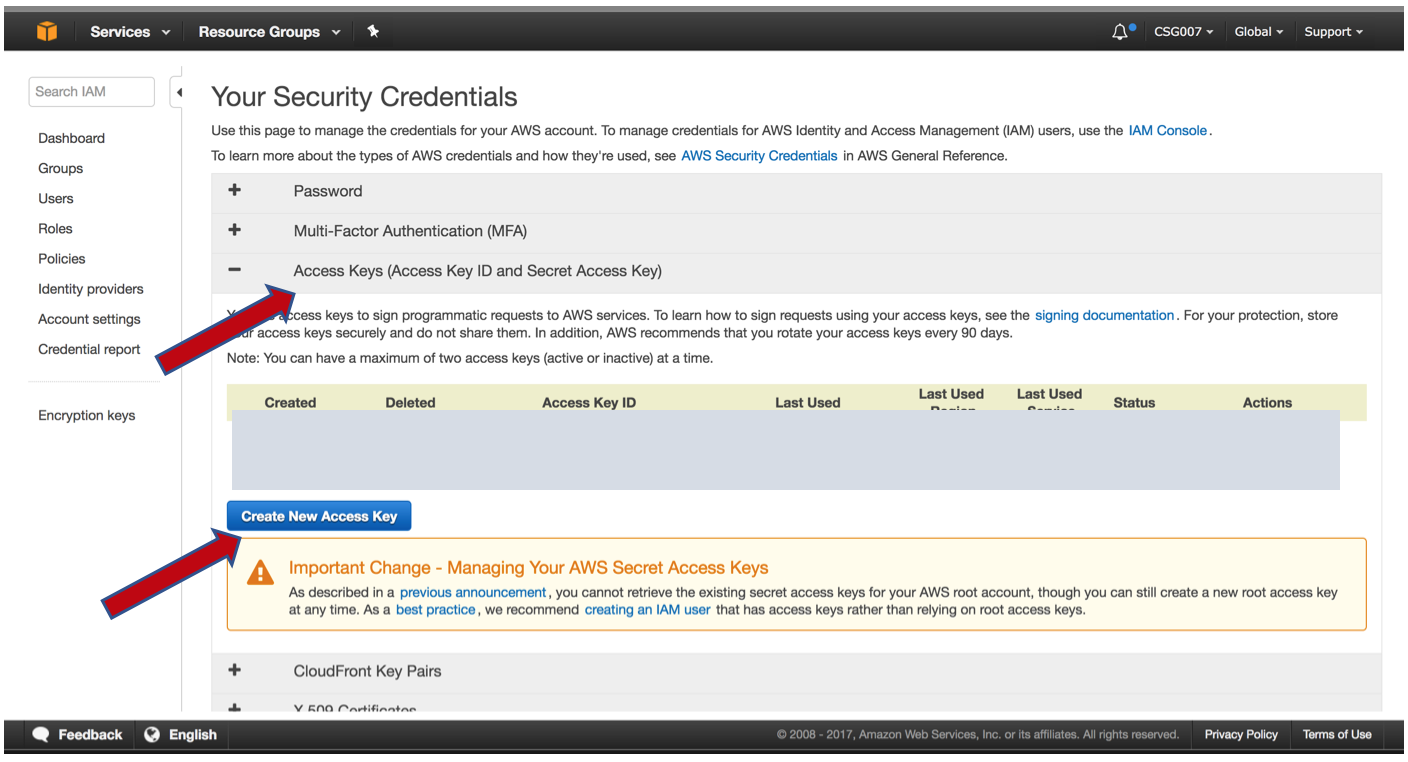 Services
Resource Groups
CSG007
Global
Support
Search IAM
Dashboard
Groups
Users
Roles
Policies
Identity providers
Account settings
Credential report
Encryption keys
Your Security Credentials
Use this page to manage the credentials for your AWS account. To manage credentials for AWS Identity and Access Management (IAM) users, use the IAM Console.
To learn more about the types of AWS credentials and how they're used, see AWS Security Credentials in AWS General Reference.
Password
Multi-Factor Authentication (MFA)
Access Keys (Access Key ID and Secret Access Key)
access keys to sign programmatic requests to AWS services. To learn how to sign requests using your access keys, see the signing documentation. For your protection, store
access keys securely and do not share them. In addition, AWS recommends that you rotate your access keys every 90 days.
Note: You can have a maximum of two access keys (active or inactive) at a time.
Created Deleted Access Key ID Last Used Last Used Region Last Used Service Status Actions
Create New Access Key
Important Change - Managing Your AWS Secret Access Keys
As described in a previous announcement, you cannot retrieve the existing secret access keys for your AWS root account, though you can still create a new root access key
at any time. As a best practice, we recommend creating an IAM user that has access keys rather than relying on root access keys.
CloudFront Key Pairs
X.509 Certificates
Feedback
English
© 2008 - 2017, Amazon Web Services, Inc. or its affiliates. All rights reserved.
Privacy Policy
Terms of Use